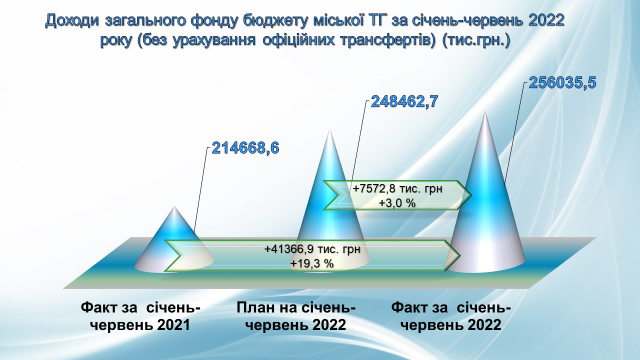 Доходи загального фонду бюджету міської ТГ за січень-червень 2022
року (без урахування офіційних трансфертів) (тис.грн.)
256035,5
248462,7
214668,6
+7572,8 тис. грн
+3,0 %
+41366,9 тис. грн
+19,3 %
Факт за січень-
червень 2021
План на січень-
червень 2022
Факт за січень-
червень 2022